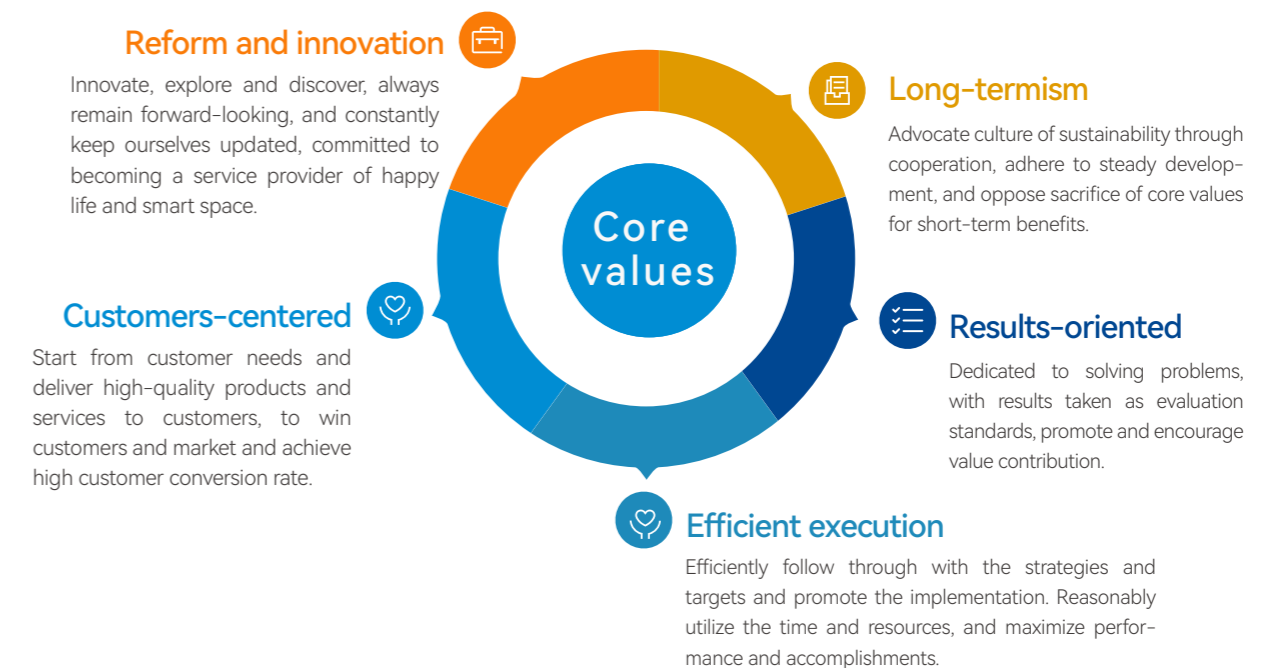 Reform and innovation
Innovate, explore and discover, always
remain forward-looking, and constantly
keep ourselves updated, committed to
becoming a service provider of happy
life and smart space.
Long-termism
Advocate culture of sustainability through
cooperation, adhere to steady develop-
ment, and oppose sacrifice of core values
for short-term benefits.
Core
values
Customers-centered
Start from customer needs and
deliver high-quality products and
services to customers, to win
customers and market and achieve
high customer conversion rate.
Results-oriented
Dedicated to solving problems,
with results taken as evaluation
standards, promote and encourage
value contribution.
Efficient execution
Efficiently follow through with the strategies and
targets and promote the implementation. Reasonably
utilize the time and resources, and maximize perfor-
mance and accomplishments.